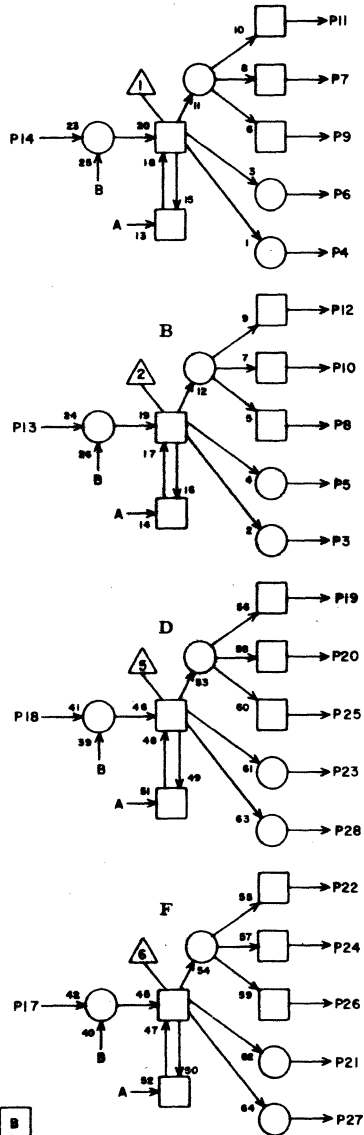 10 P11
1 8 P7
11
P14 23 20 6 P9
25 18 3 P6
B 15
A 13 1 P4
9 P12
B
2 7 P10
12
P13 24 19 5 P8
26 17 4 P5
B 16
A 14 2 P3
56 P19
D
5 58 P20
53
P18 41 46 60 P25
39 48 61 P23
B 49
A 51 63 P28
55 P22
F
6 57 P24
54
P17 42 45 59 P26
40 47 62 P21
B 50
A 52 64 P27
B